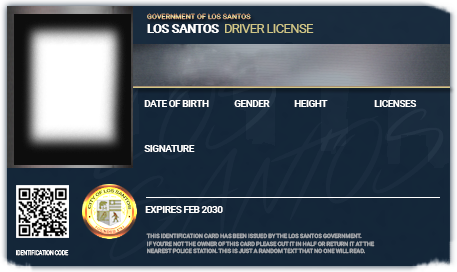 GOVERNMENT OF LOS SANTOS
LOS SANTOS DRIVER LICENSE
DATE OF BIRTH GENDER HEIGHT LICENSES
SIGNATURE
CITY OF LOS SANTOS
EXPIRES FEB 2030
THIS IDENTIFICATION CARD HAS BEEN ISSUED BY THE LOS SANTOS GOVERNMENT.
IF YOU'RE NOT THE OWNER OF THIS CARD PLEASE CUT IT IN HALF OR RETURN IT AT THE
NEAREST POLICE STATION. THIS IS JUST A RANDOM TEXT THAT NO ONE WILL READ.
IDENTIFICATION CODE